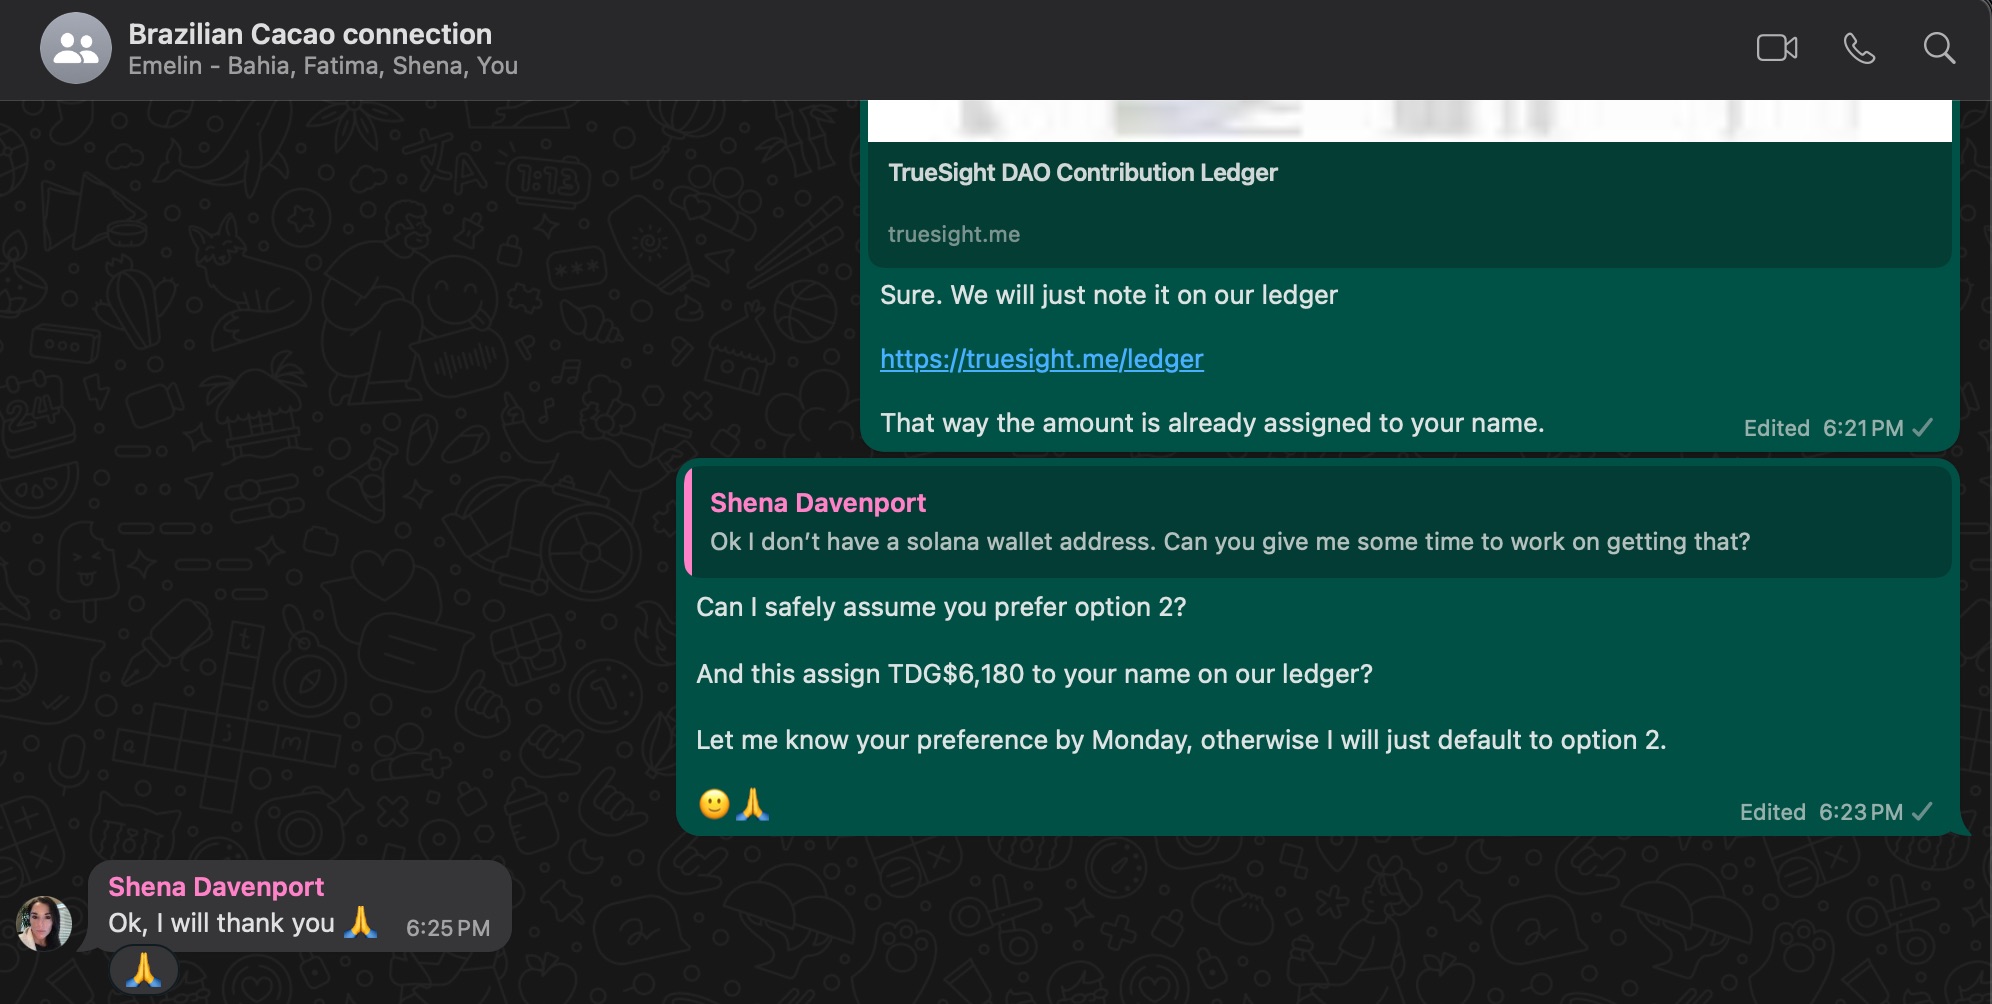 Brazilian Cacao connection
Emelin - Bahia, Fatima, Shena, You
TrueSight DAO Contribution Ledger
truesight.me
Sure. We will just note it on our ledger
https://truesight.me/ledger
That way the amount is already assigned to your name.
Edited 6:21 PM
Shena Davenport
Ok I don’t have a solana wallet address. Can you give me some time to work on getting that?
Can I safely assume you prefer option 2?
And this assign TDG$6,180 to your name on our ledger?
Let me know your preference by Monday, otherwise I will just default to option 2.
🙂🙏
Edited 6:23 PM
Shena Davenport
Ok, I will thank you 🙏 6:25 PM
🙏